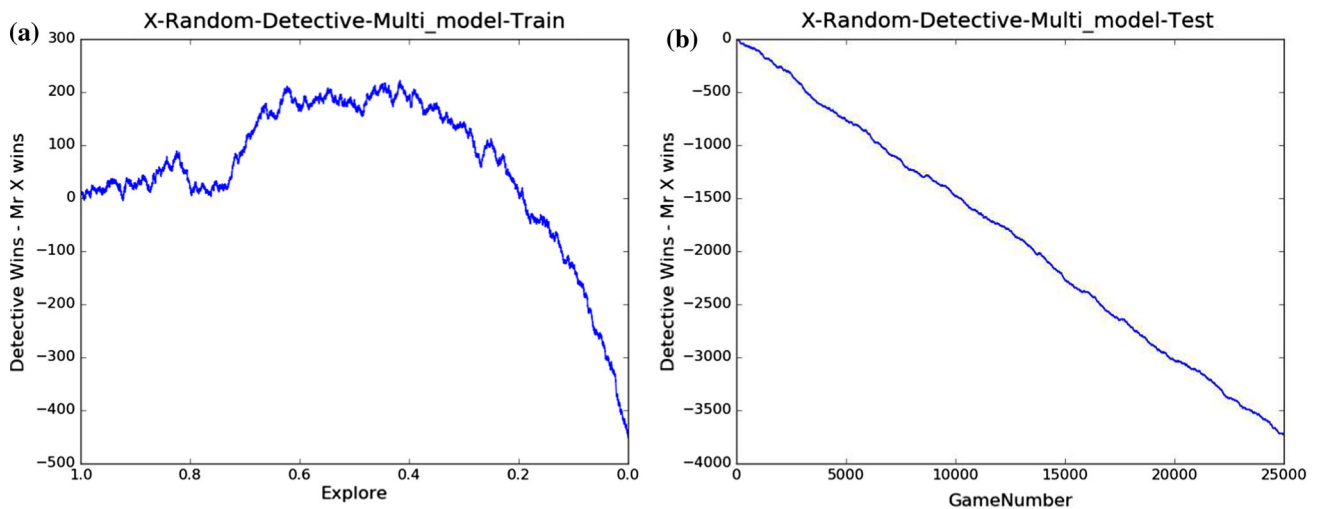 (a)
X-Random-Detective-Multi_model-Train
300
200
100
0
−100
−200
−300
−400
−500
Detective Wins - Mr X wins
1.0 0.8 0.6 0.4 0.2 0.0
Explore
(b)
X-Random-Detective-Multi_model-Test
0
−500
−1000
−1500
−2000
−2500
−3000
−3500
−4000
Detective Wins - Mr X wins
0 5000 10000 15000 20000 25000
GameNumber